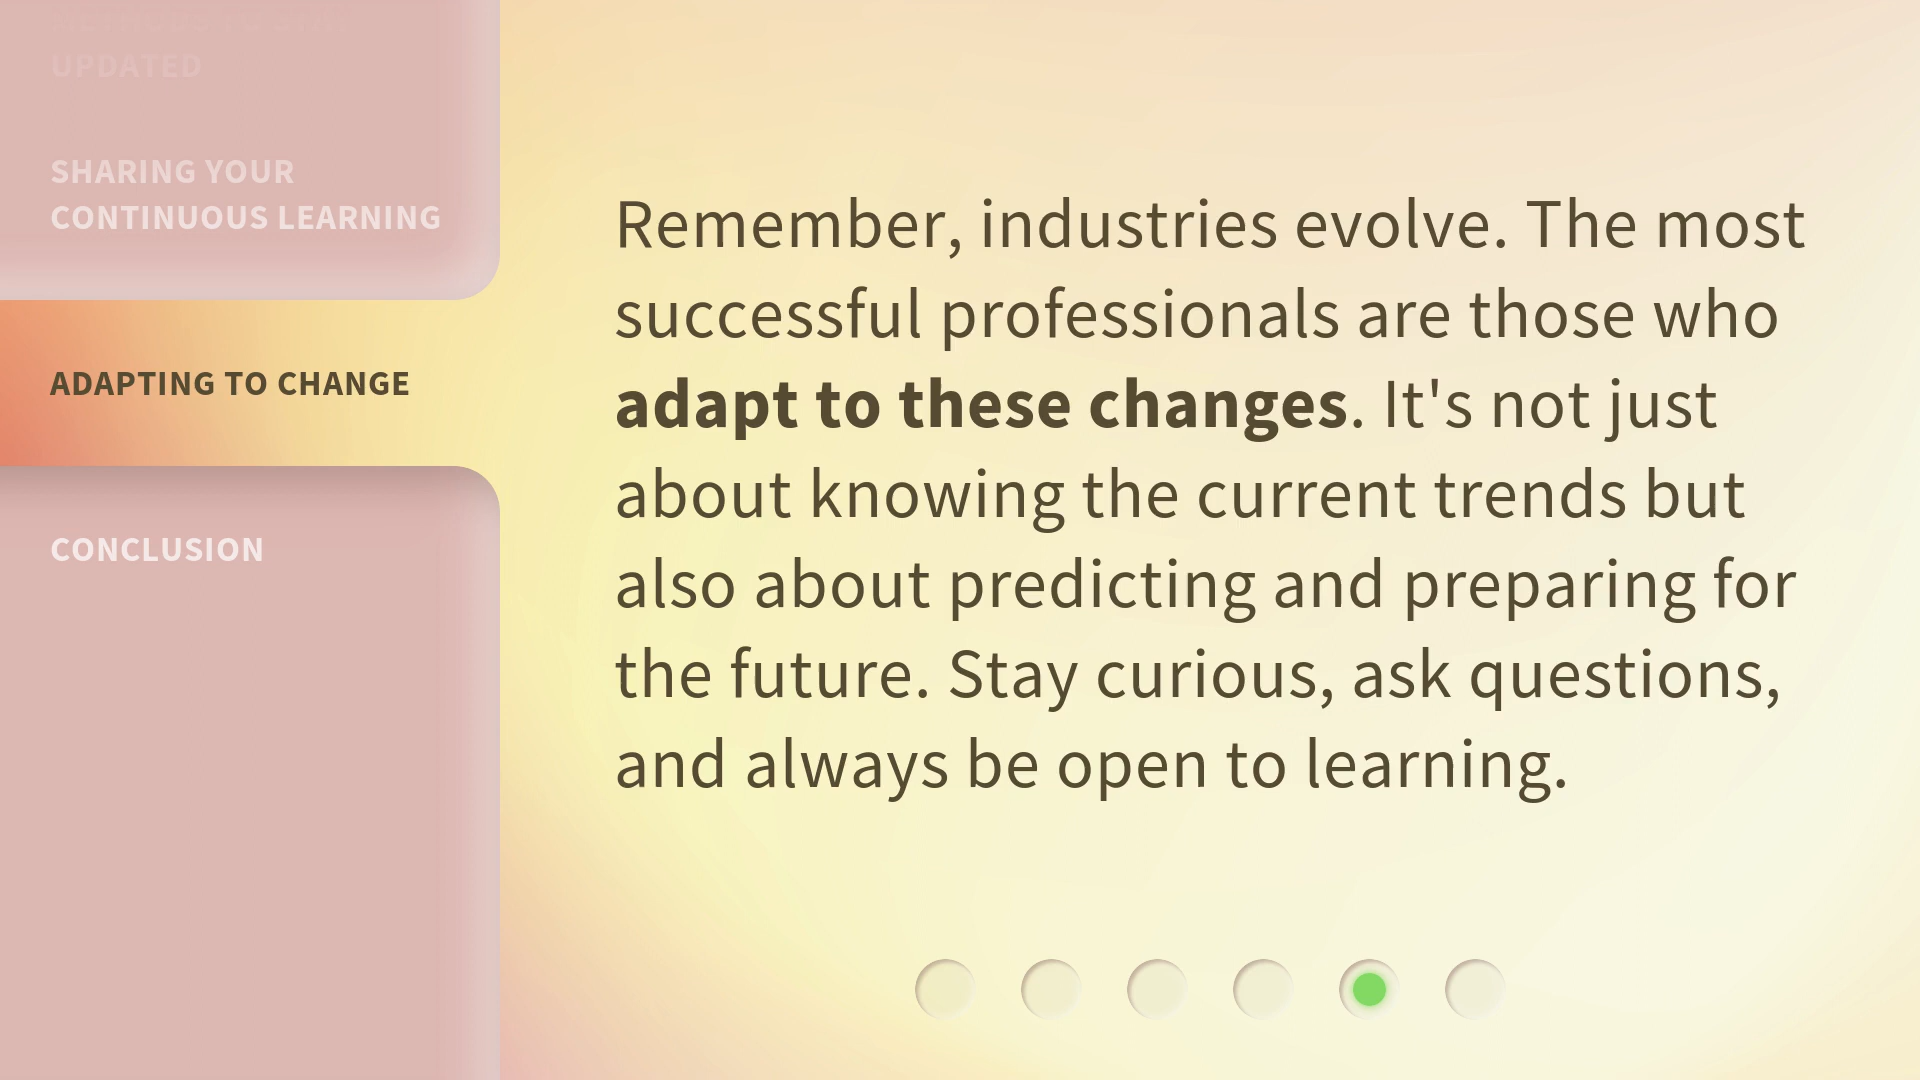 UPDATED
SHARING YOUR
CONTINUOUS LEARNING
ADAPTING TO CHANGE
CONCLUSION
Remember, industries evolve. The most
successful professionals are those who
adapt to these changes. It's not just
about knowing the current trends but
also about predicting and preparing for
the future. Stay curious, ask questions,
and always be open to learning.